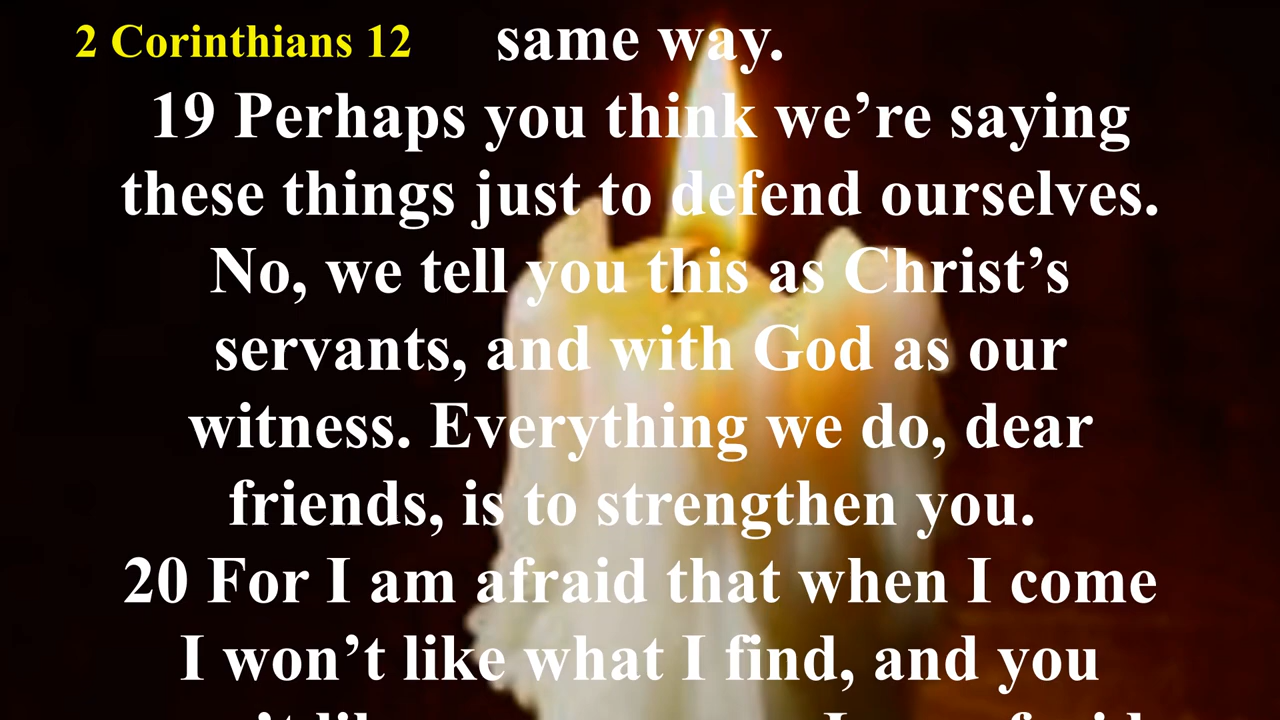 2 Corinthians 12
same way.
19 Perhaps you think we’re saying
these things just to defend ourselves.
No, we tell you this as Christ’s
servants, and with God as our
witness. Everything we do, dear
friends, is to strengthen you.
20 For I am afraid that when I come
I won’t like what I find, and you